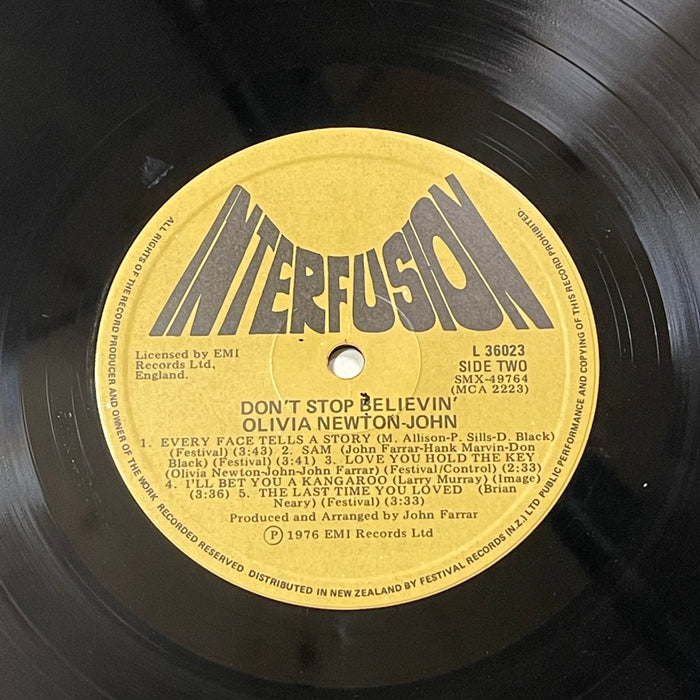 INTERFUSION
Licensed by EMI
Records Ltd,
England.
L 36023
SIDE TWO
SMX-49764
(MCA 2223)
DON'T STOP BELIEVIN'
OLIVIA NEWTON-JOHN
1. EVERY FACE TELLS A STORY (M. Allison-P. Sills-D. Black)
(Festival) (3:43) 2. SAM (John Farrar-Hank Marvin-Don
Black) (Festival) (3:41) 3. LOVE YOU HOLD THE KEY
(Olivia Newton-John-John Farrar) (Festival/Control) (2:33)
4. I'LL BET YOU A KANGAROO (Larry Murray) (Image)
(3:36) 5. THE LAST TIME YOU LOVED (Brian
Neary) (Festival) (3:33)
Produced and Arranged by John Farrar
Ⓟ 1976 EMI Records Ltd
ALL RIGHTS OF THE RECORD PRODUCER AND OWNER OF THE WORK RECORDED RESERVED DISTRIBUTED IN NEW ZEALAND BY FESTIVAL RECORDS (N.Z.) LTD PUBLIC PERFORMANCE AND COPYING OF THIS RECORD PROHIBITED.